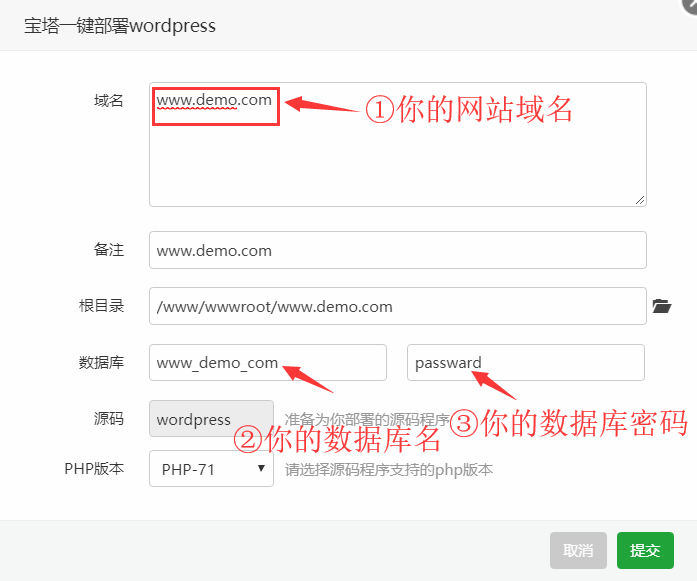 宝塔一键部署wordpress
域名 www.demo.com ①你的网站域名
备注 www.demo.com
根目录 /www/wwwroot/www.demo.com
数据库 www_demo_com passward
源码 wordpress 准备为你部署的源码程序
②你的数据库名 ③你的数据库密码
PHP版本 PHP-71 请选择源码程序支持的php版本
取消 提交